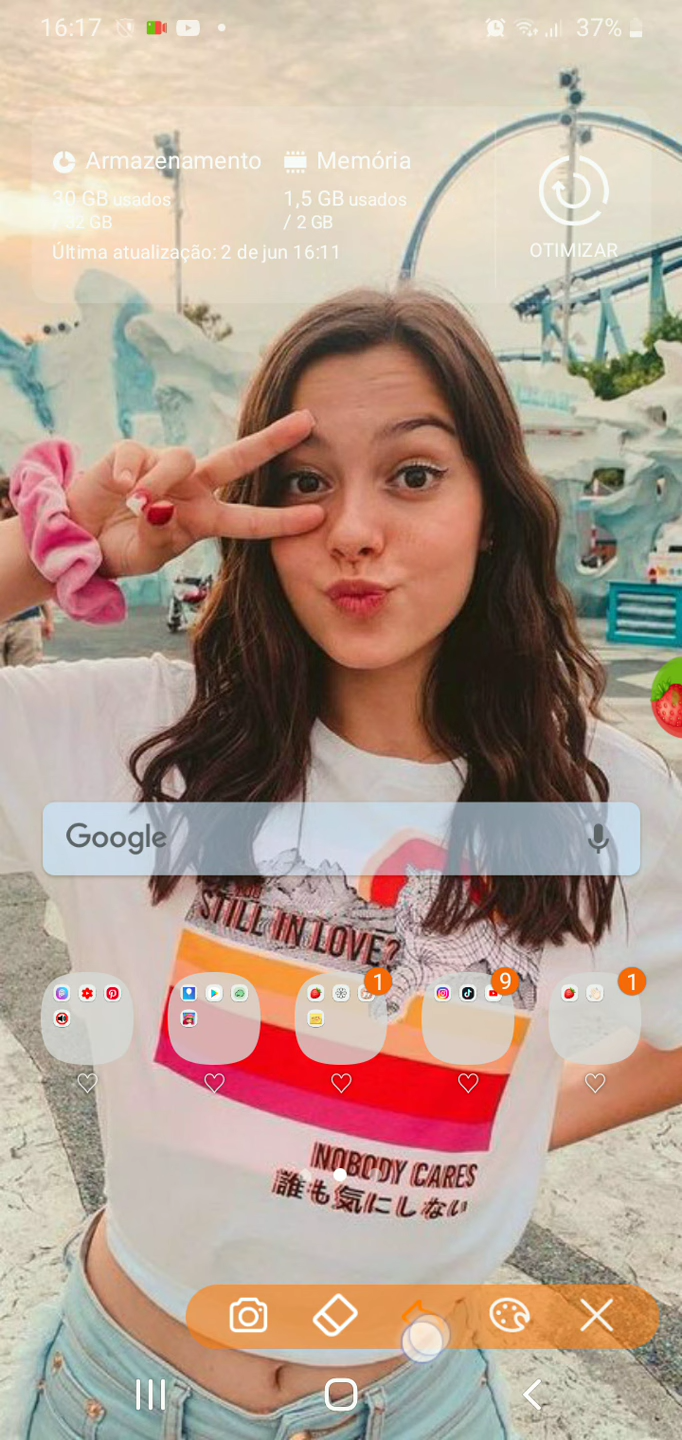 16:17
37%
Armazenamento
30 GB usados
/ 32 GB
Memória
1,5 GB usados
/ 2 GB
Última atualização: 2 de jun 16:11
OTIMIZAR
Google
STILL IN LOVE?
1
9
1
NOBODY CARES
誰も気にしない